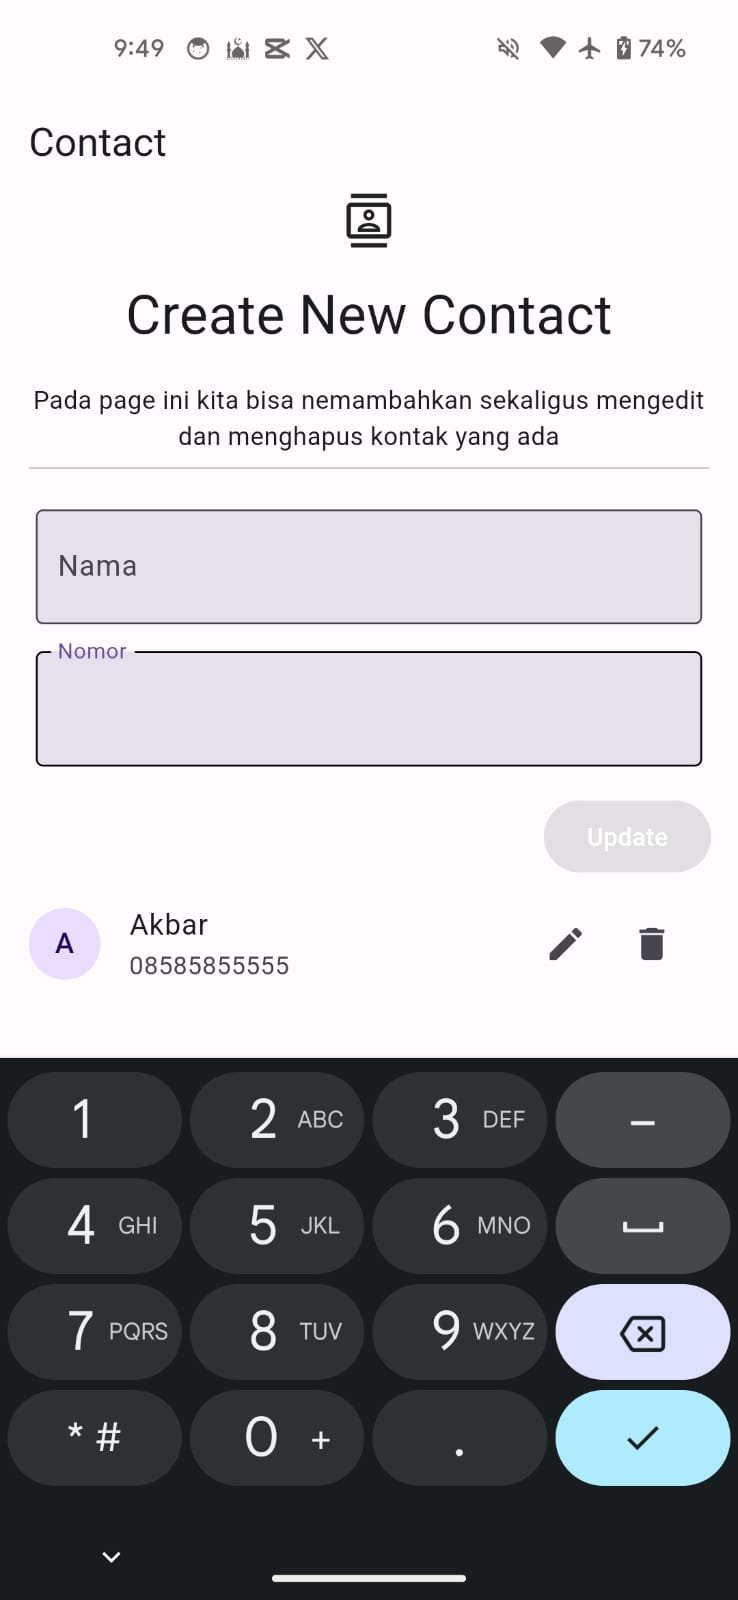 9:49 74%
Contact
Create New Contact
Pada page ini kita bisa nemambahkan sekaligus mengedit
dan menghapus kontak yang ada
Nama
Nomor
Update
A
Akbar
08585855555
1 2 ABC 3 DEF –
4 GHI 5 JKL 6 MNO
7 PQRS 8 TUV 9 WXYZ
* # 0 + .